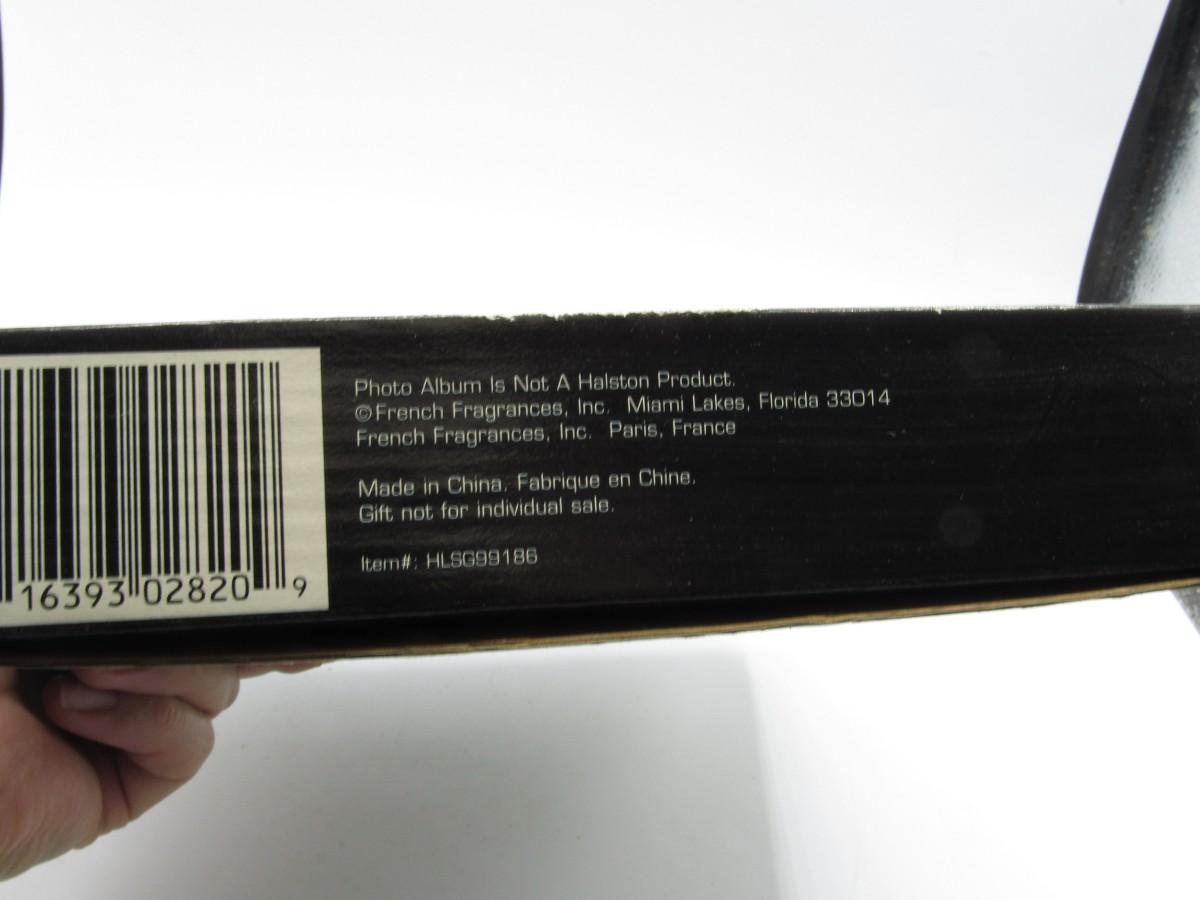 Photo Album Is Not A Halston Product.
©French Fragrances, Inc. Miami Lakes, Florida 33014
French Fragrances, Inc. Paris, France
Made in China. Fabrique en Chine.
Gift not for individual sale.
Item#: HLSG99186
16393 02820 9